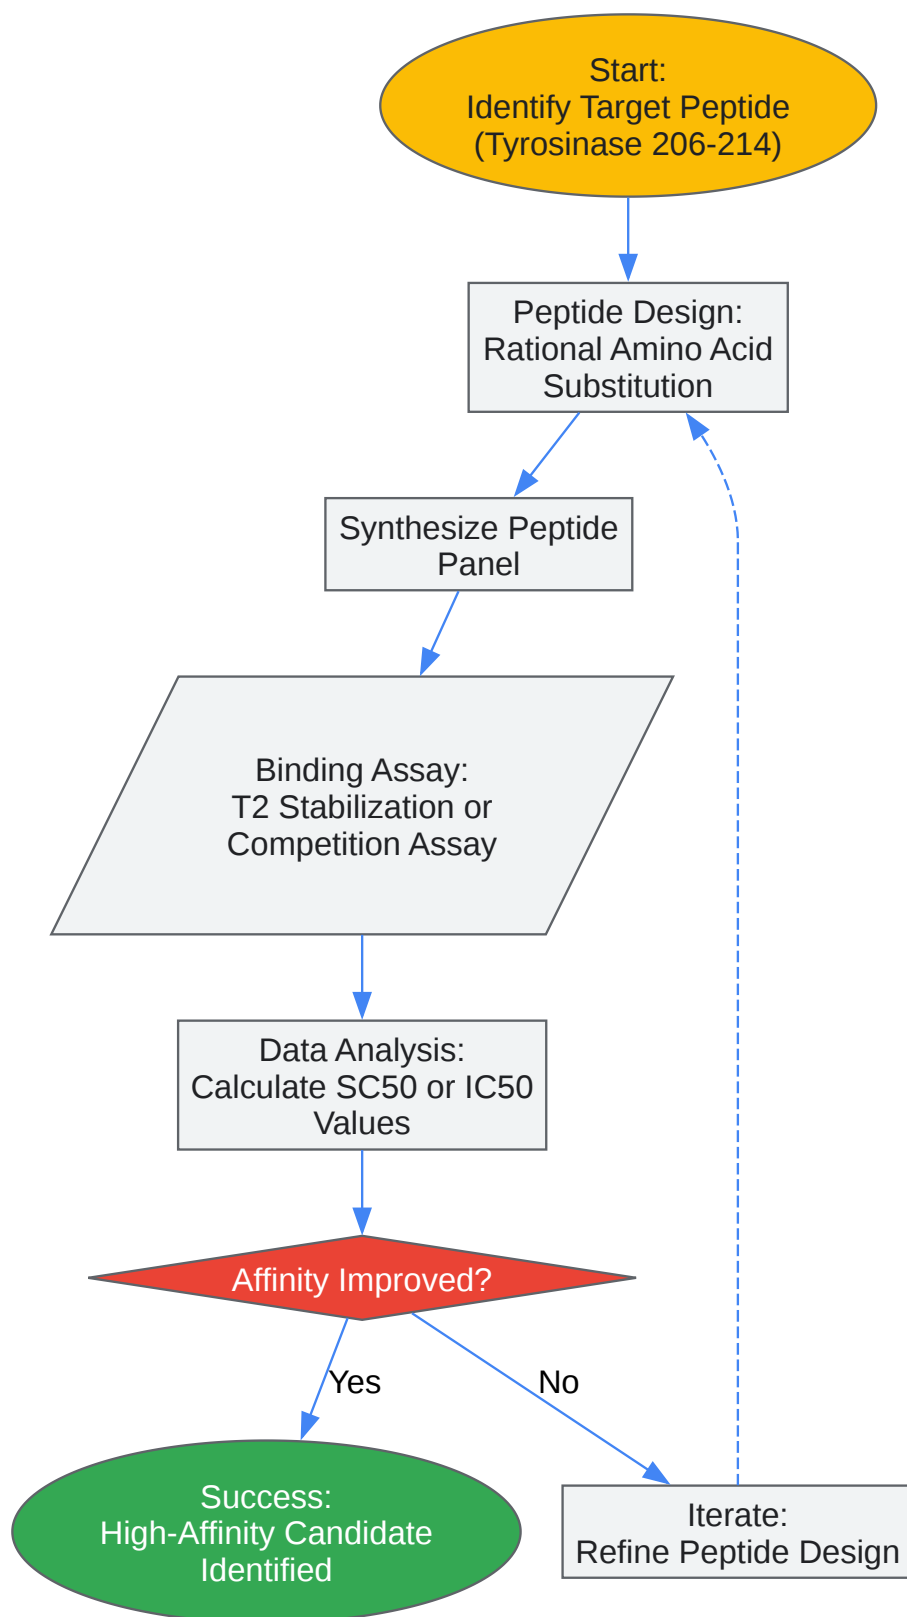 Start:
Identify Target Peptide
(Tyrosinase 206-214)
Peptide Design:
Rational Amino Acid
Substitution
Synthesize Peptide
Panel
Binding Assay:
T2 Stabilization or
Competition Assay
Data Analysis:
Calculate SC50 or IC50
Values
Affinity Improved?
Yes
No
Success:
High-Affinity Candidate
Identified
Iterate:
Refine Peptide Design